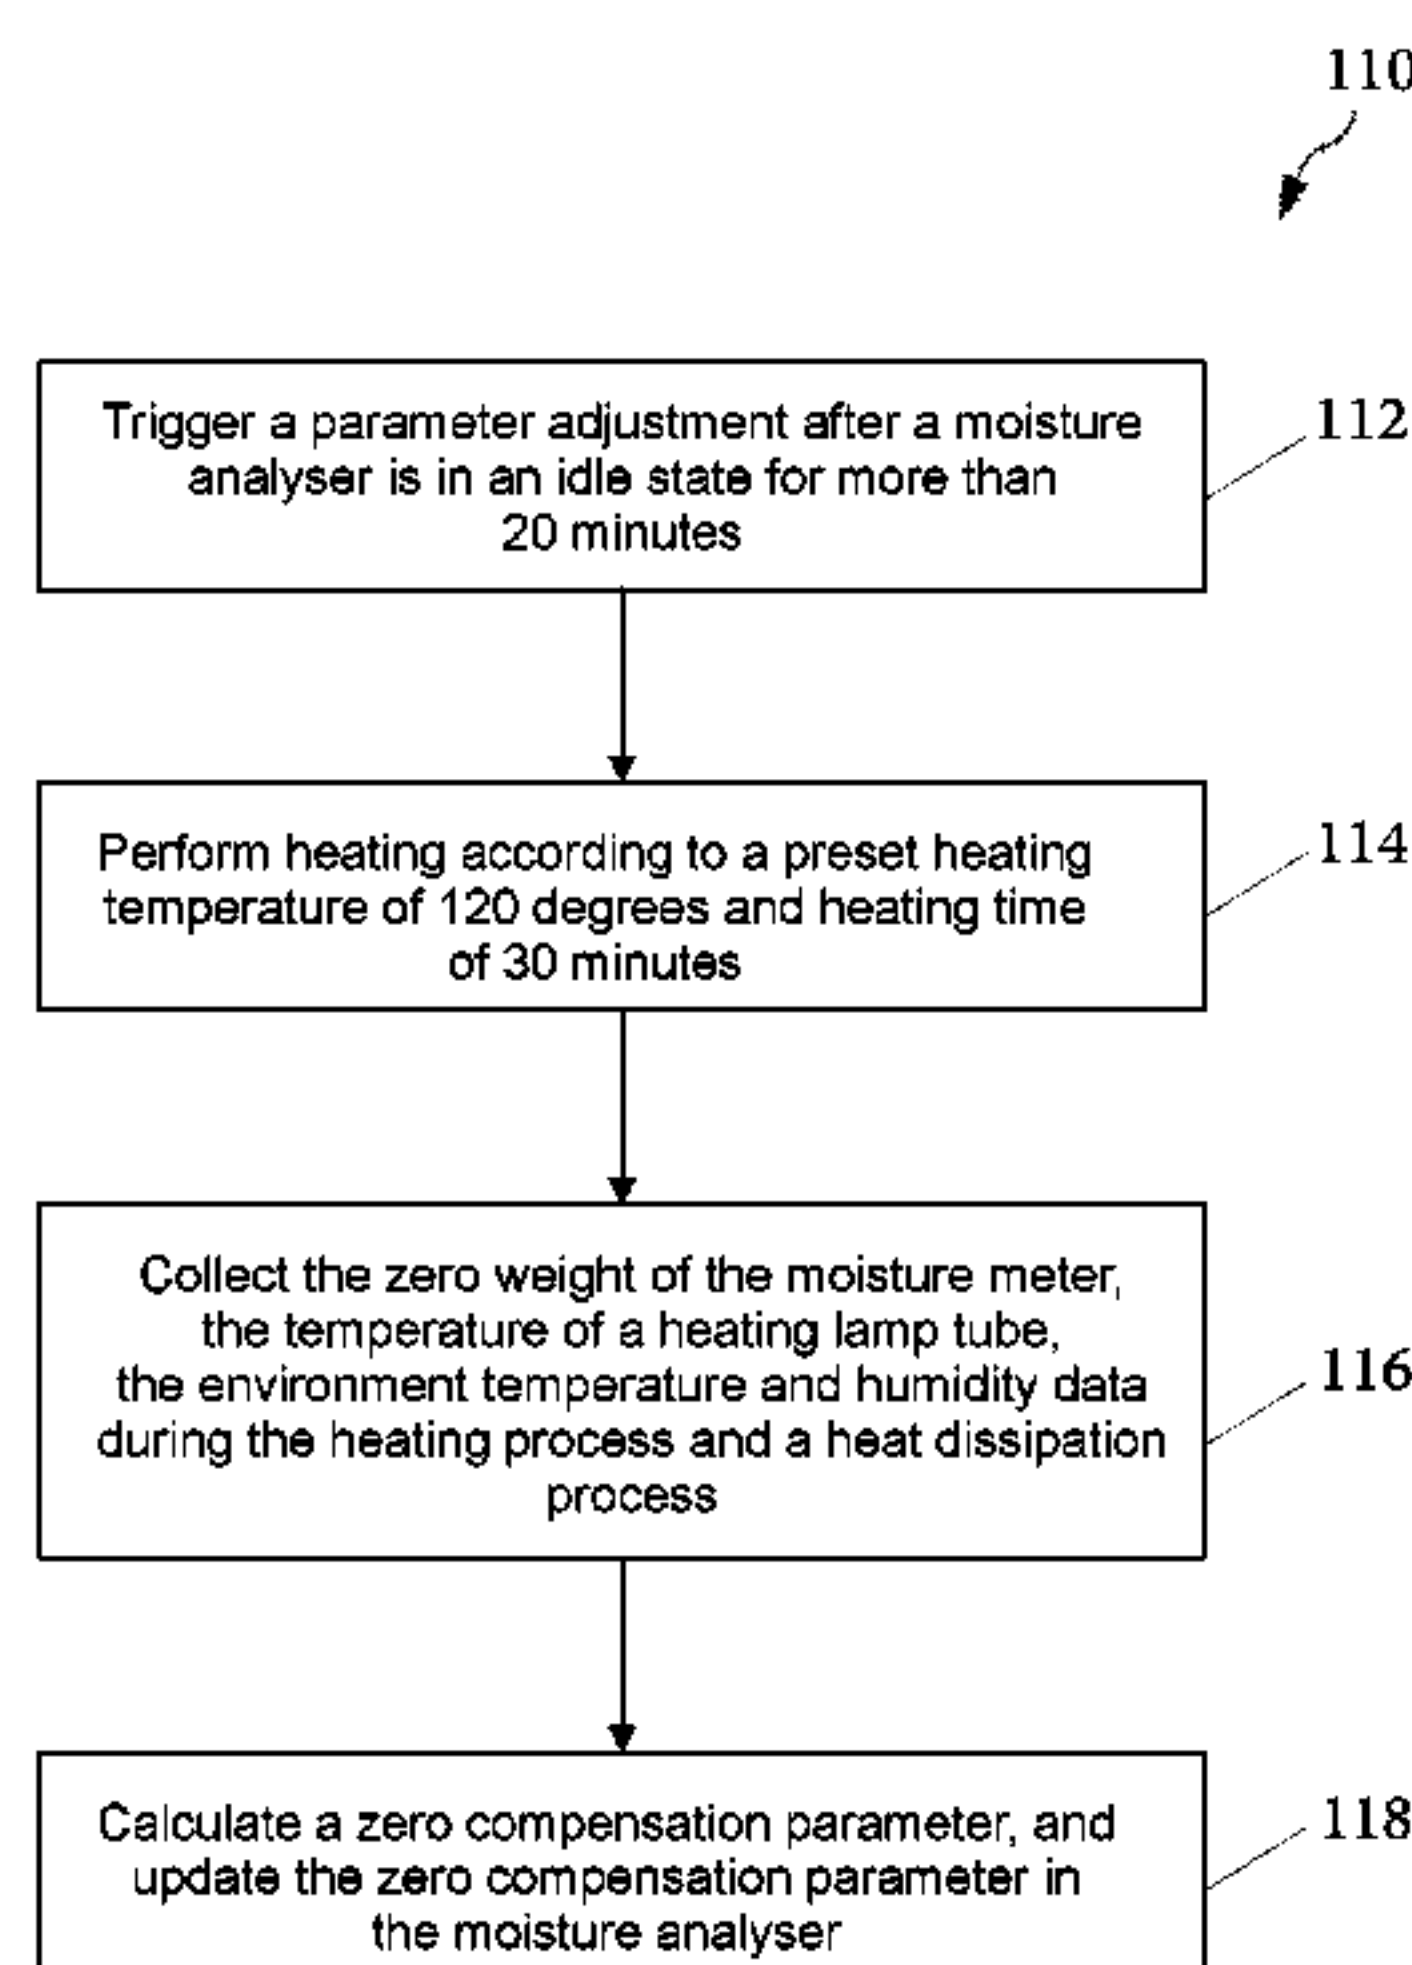 110
Trigger a parameter adjustment after a moisture
analyser is in an idle state for more than
20 minutes
112
Perform heating according to a preset heating
temperature of 120 degrees and heating time
of 30 minutes
114
Collect the zero weight of the moisture meter,
the temperature of a heating lamp tube,
the environment temperature and humidity data
during the heating process and a heat dissipation
process
116
Calculate a zero compensation parameter, and
update the zero compensation parameter in
the moisture analyser
118